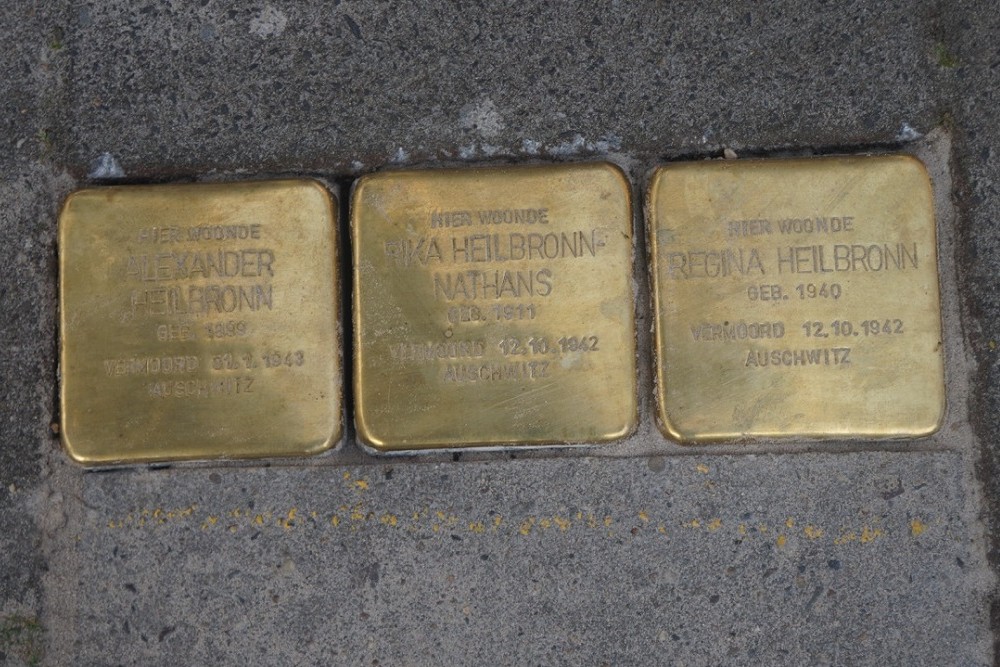 HIER WOONDE
ALEXANDER
HEILBRONN
GEB. 1899
VERMOORD 31.1.1943
AUSCHWITZ
HIER WOONDE
RIKA HEILBRONN-
NATHANS
GEB. 1911
VERMOORD 12.10.1942
AUSCHWITZ
HIER WOONDE
REGINA HEILBRONN
GEB. 1940
VERMOORD 12.10.1942
AUSCHWITZ